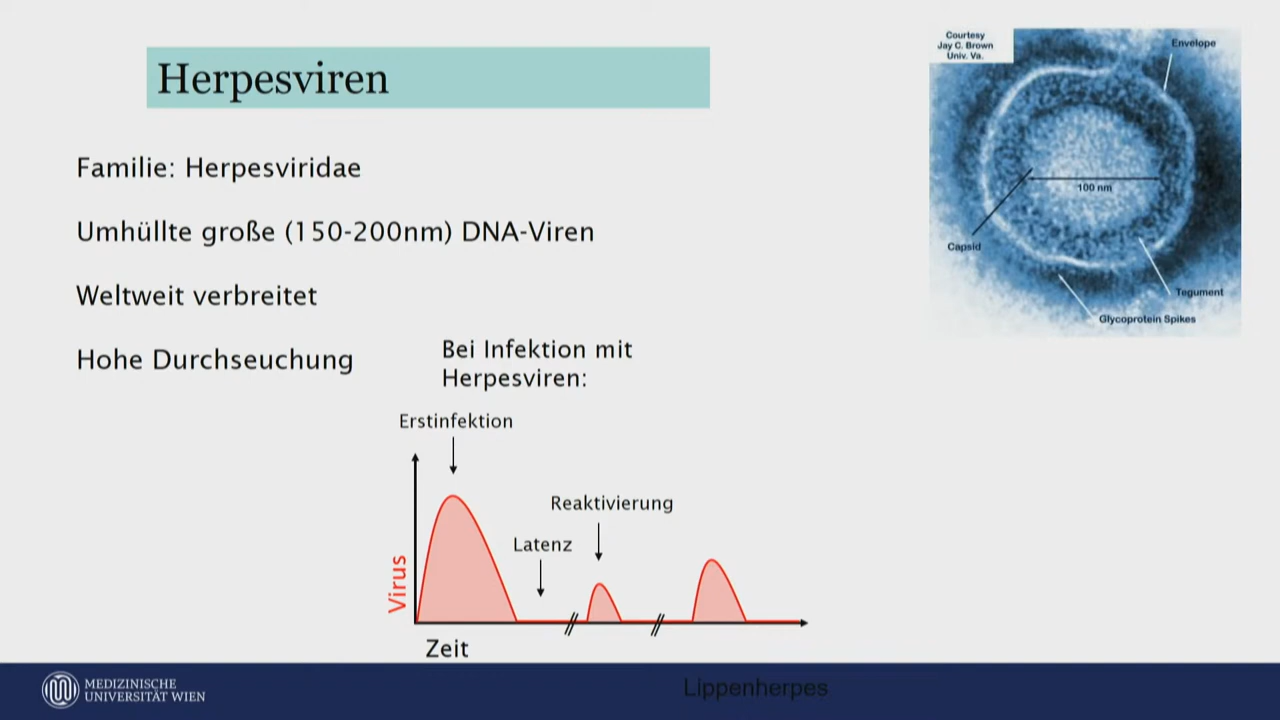 Herpesviren
Familie: Herpesviridae
Umhüllte große (150-200nm) DNA-Viren
Weltweit verbreitet
Hohe Durchseuchung
Courtesy
Jay C. Brown
Univ. Va.
Envelope
100 nm
Capsid
Tegument
Glycoprotein Spikes
Bei Infektion mit
Herpesviren:
Erstinfektion
Reaktivierung
Latenz
Virus
Zeit
MEDIZINISCHE
UNIVERSITÄT WIEN
Lippenherpes